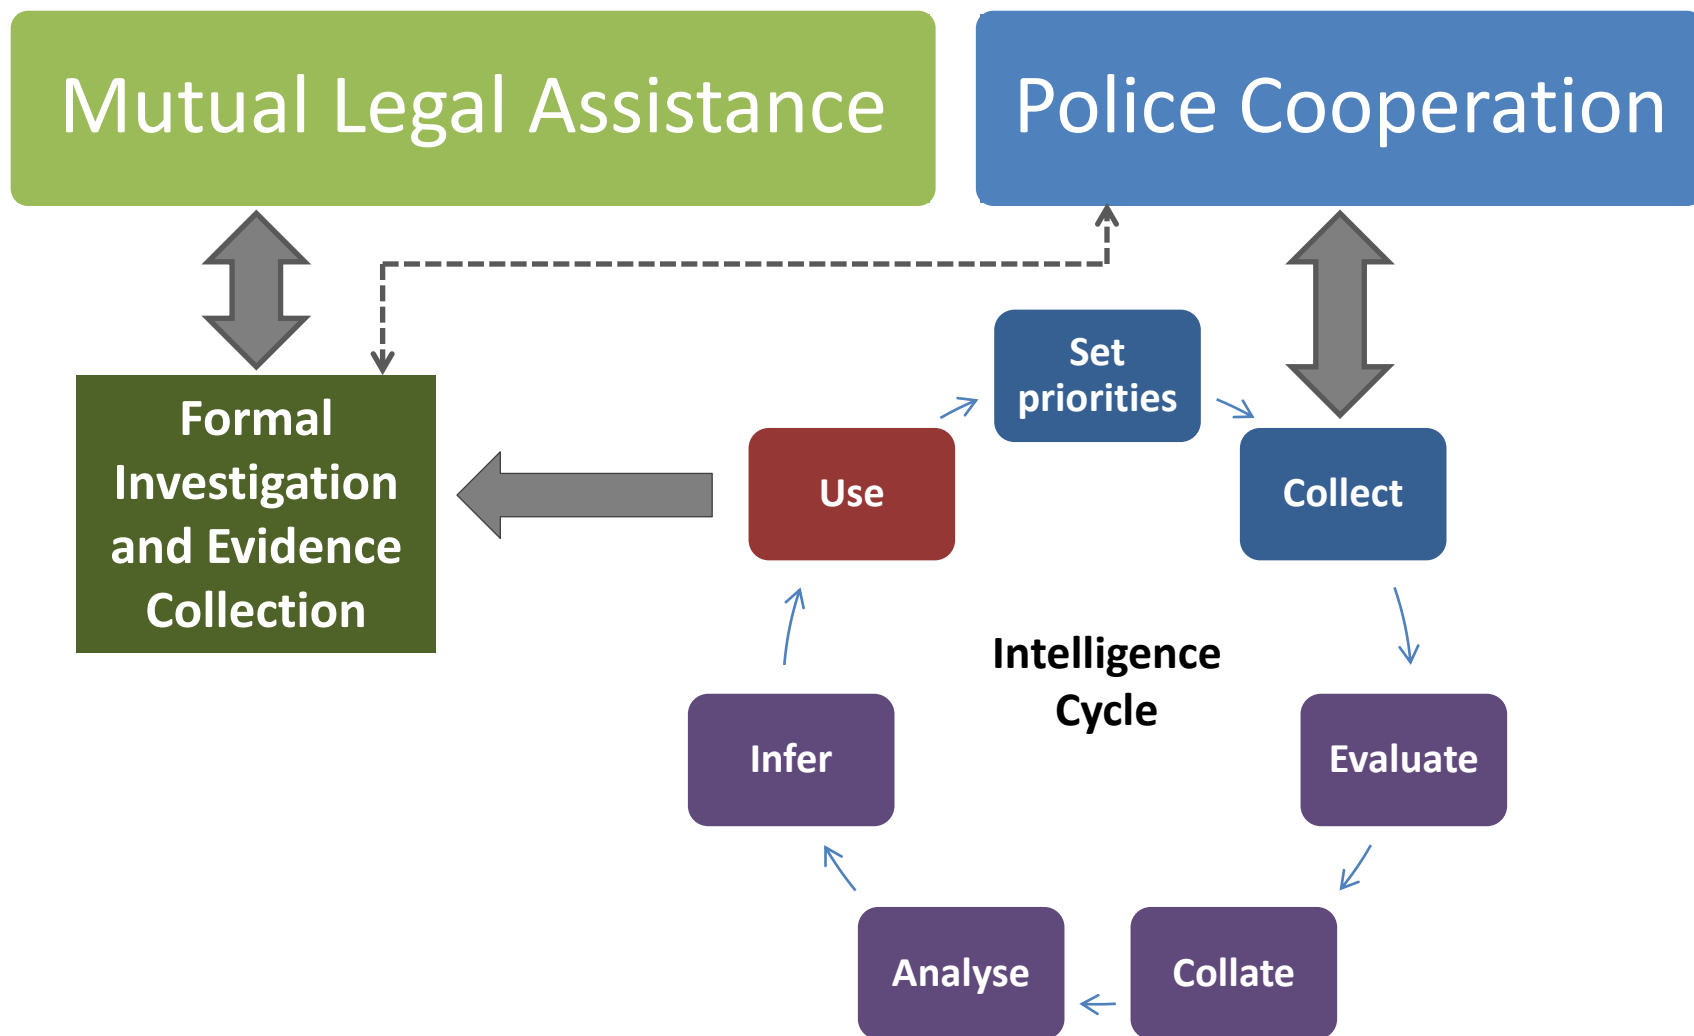 Mutual Legal Assistance
Police Cooperation
Set
priorities
Formal
Investigation
and Evidence
Collection
Use
Collect
Intelligence
Cycle
Infer
Evaluate
Analyse
Collate